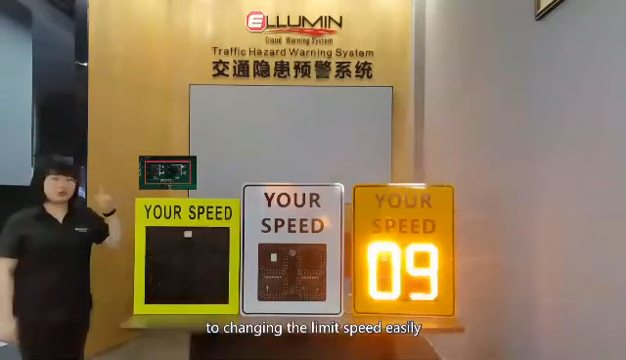 ELLUMIN
Cloud Warning System
Traffic Hazard Warning System
交通隐患预警系统
YOUR SPEED
YOUR
SPEED
YOUR
SPEED
09
to changing the limit speed easily